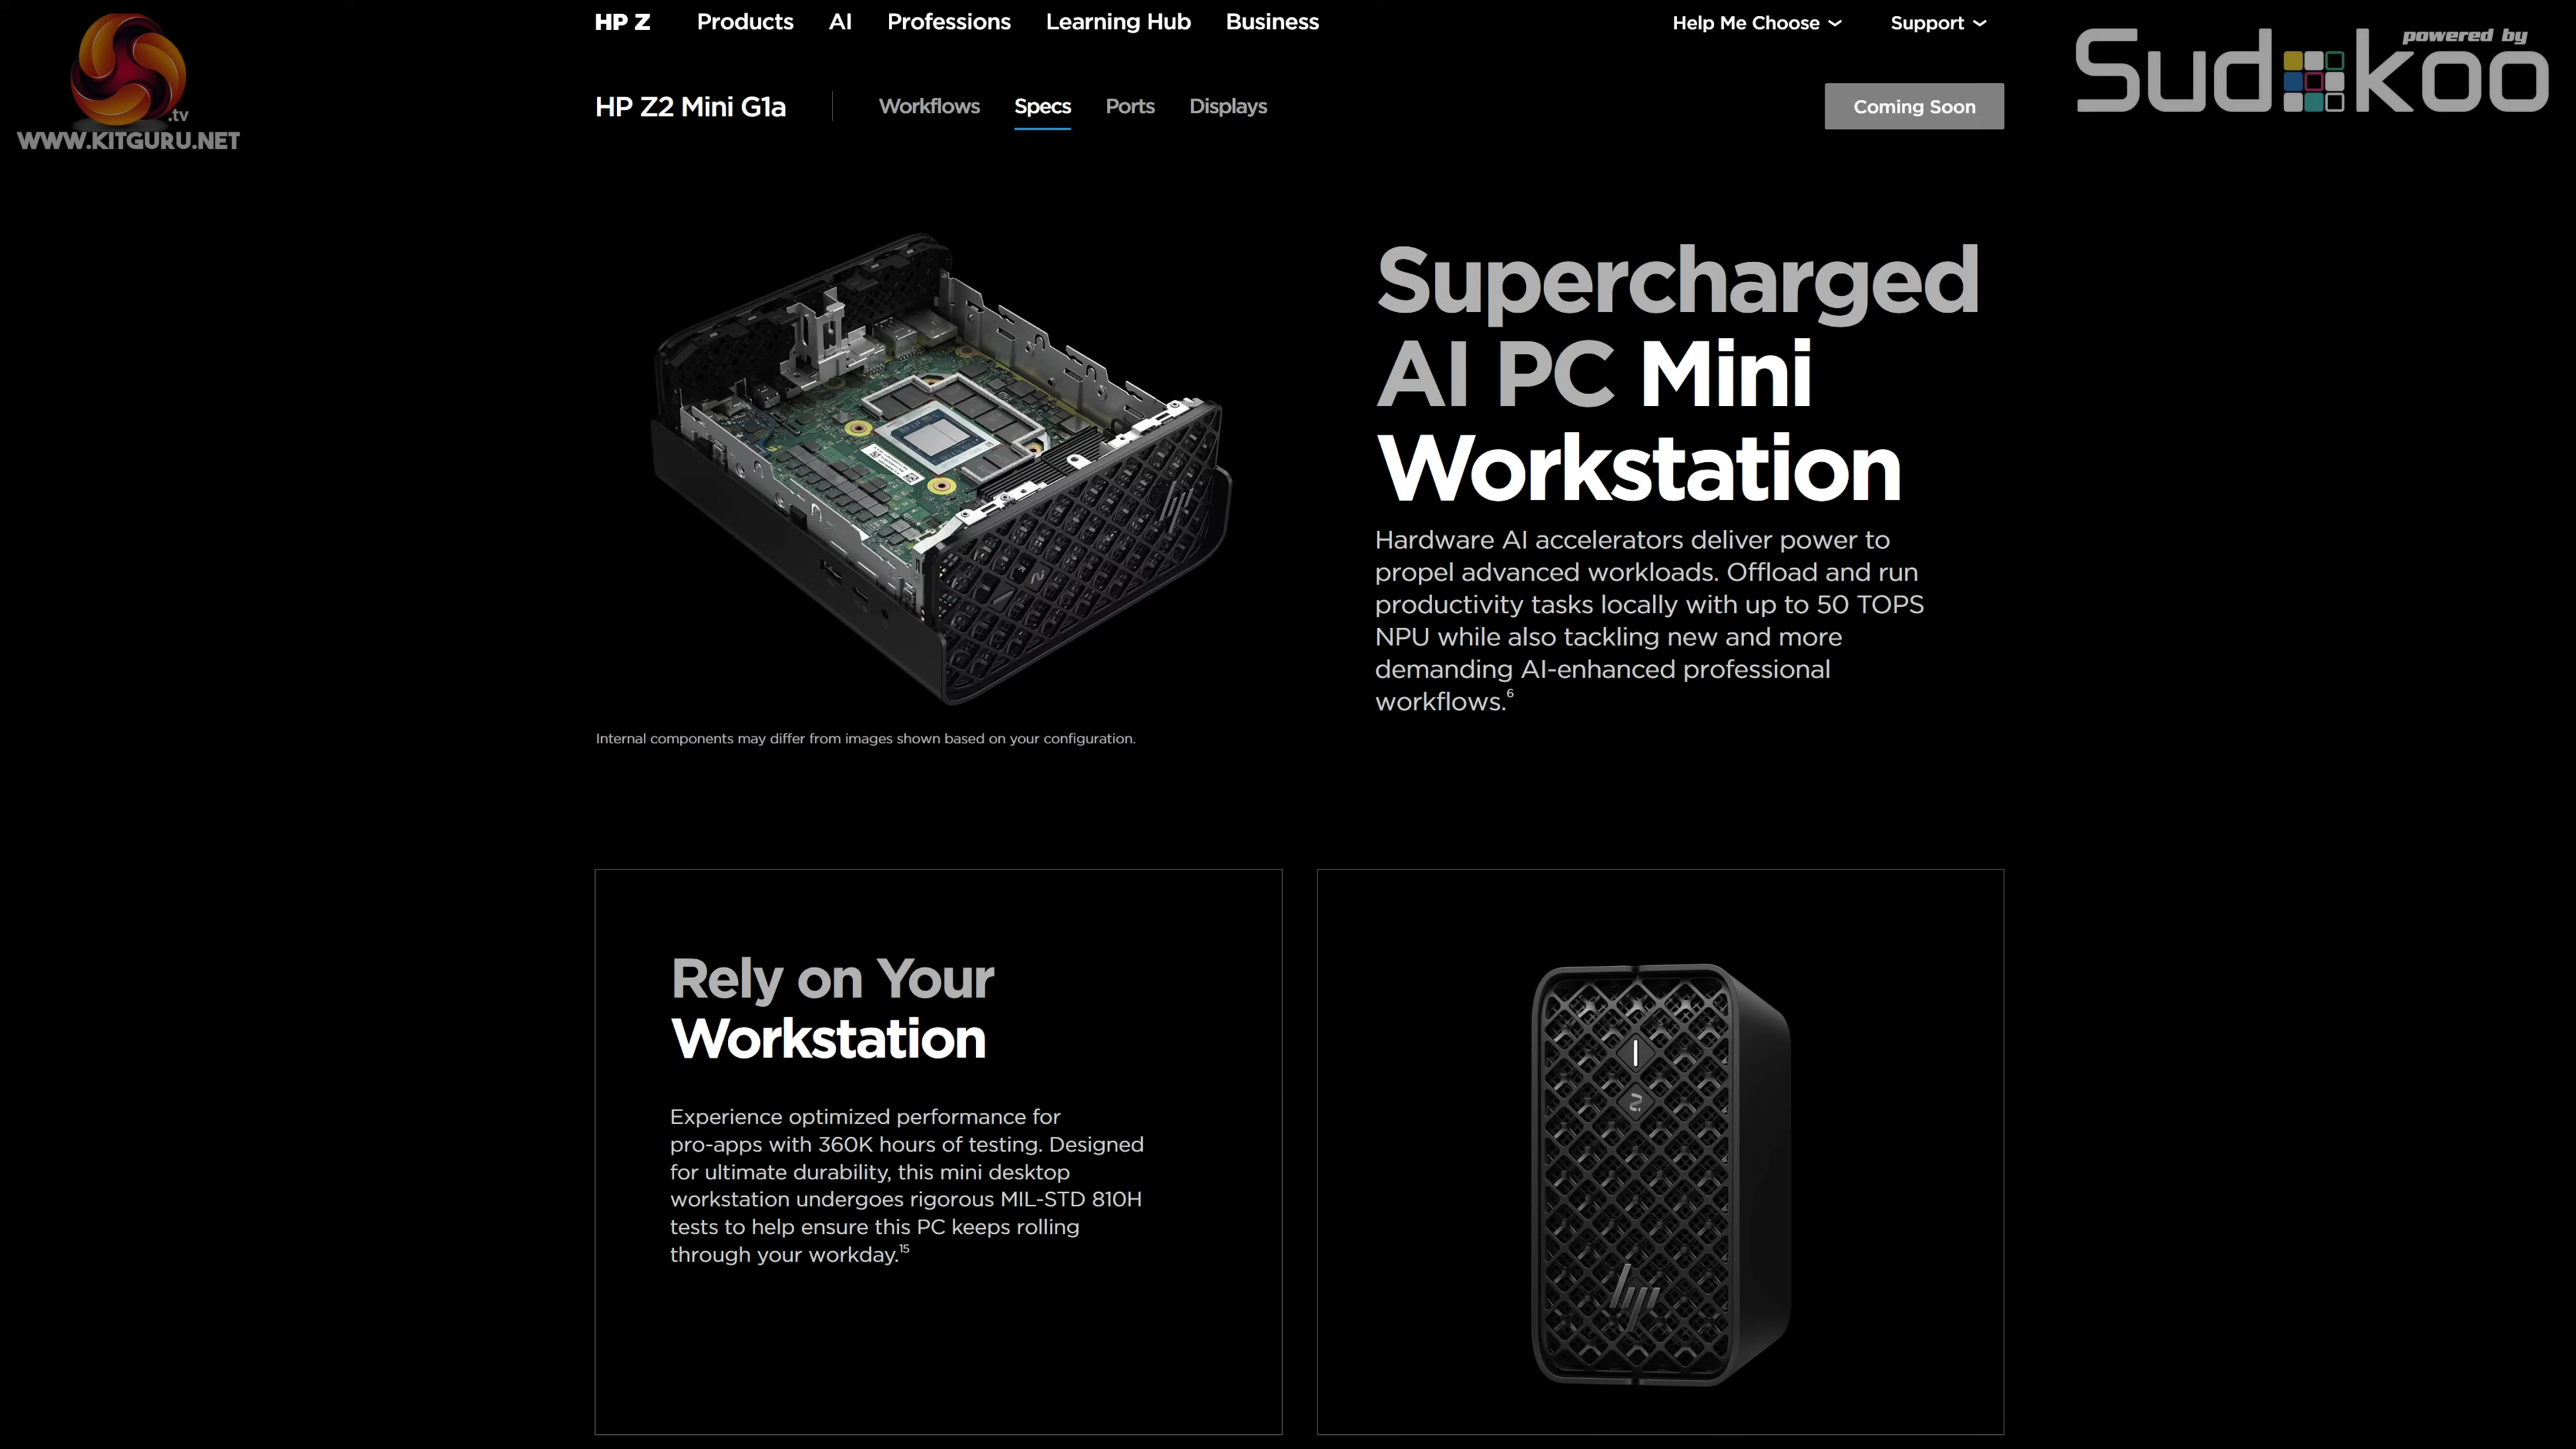 HP Z Products AI Professions Learning Hub Business Help Me Choose Support
powered by
Sudokoo
.tv
WWW.KITGURU.NET
HP Z2 Mini G1a Workflows Specs Ports Displays Coming Soon
Supercharged
AI PC Mini
Workstation
Hardware AI accelerators deliver power to
propel advanced workloads. Offload and run
productivity tasks locally with up to 50 TOPS
NPU while also tackling new and more
demanding AI-enhanced professional
workflows.6
Internal components may differ from images shown based on your configuration.
Rely on Your
Workstation
Experience optimized performance for
pro-apps with 360K hours of testing. Designed
for ultimate durability, this mini desktop
workstation undergoes rigorous MIL-STD 810H
tests to help ensure this PC keeps rolling
through your workday.15
hp